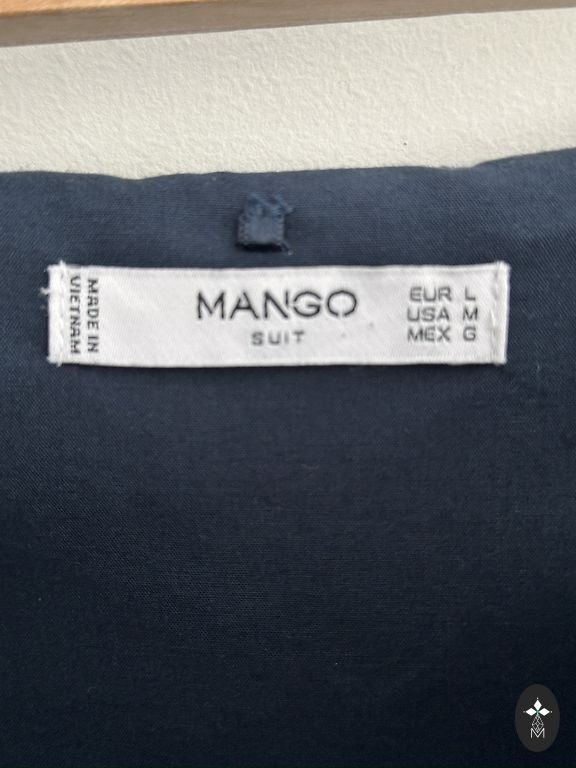 MADE IN
VIETNAM
MANGO
SUIT
EUR L
USA M
MEX G
M